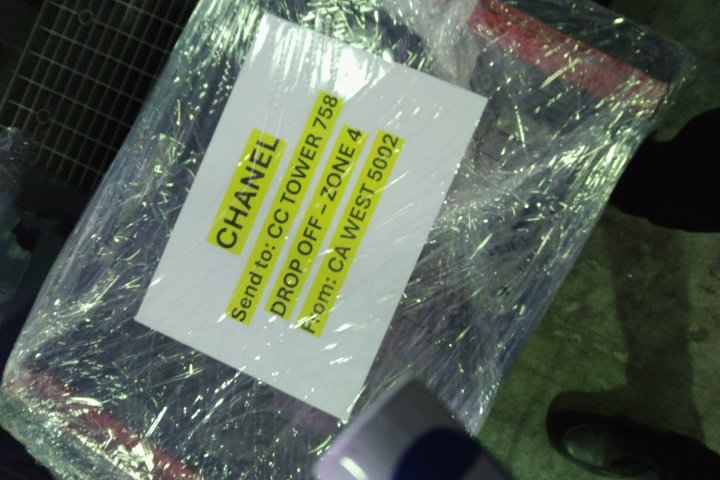 CHANEL
Send to: CC TOWER 758
DROP OFF - ZONE 4
From: CA WEST 5002